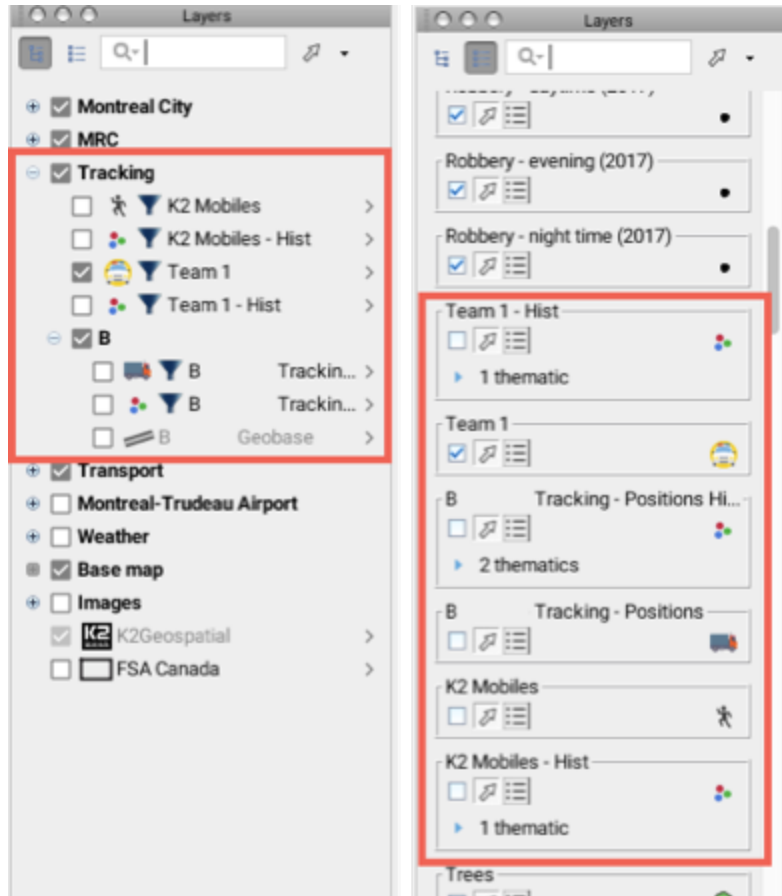 Layers
Montreal City
MRC
Tracking
K2 Mobiles
K2 Mobiles - Hist
Team 1
Team 1 - Hist
B
B Trackin...
B Trackin...
B Geobase
Transport
Montreal-Trudeau Airport
Weather
Base map
Images
K2 K2Geospatial
FSA Canada
Layers
Robbery - evening (2017)
Robbery - night time (2017)
Team 1 - Hist
1 thematic
Team 1
B Tracking - Positions Hi...
2 thematics
B Tracking - Positions
K2 Mobiles
K2 Mobiles - Hist
1 thematic
Trees